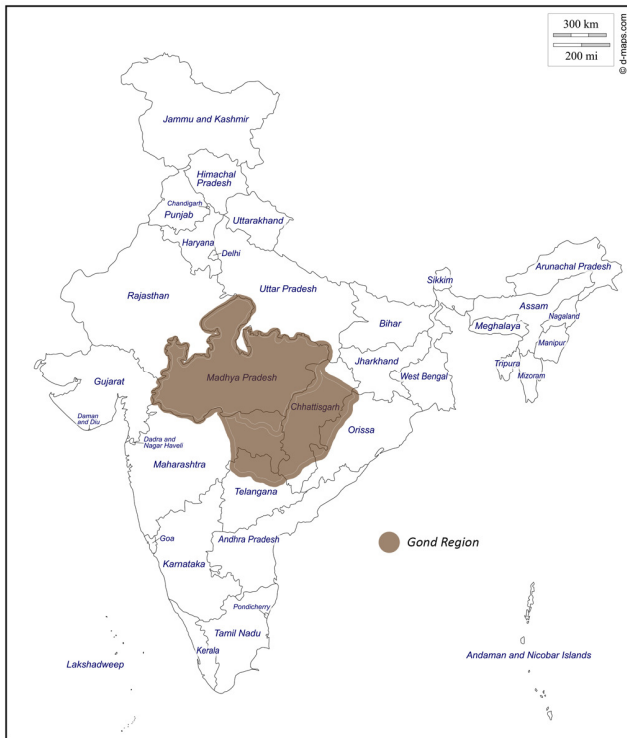 300 km
200 mi
© d-maps.com
Jammu and Kashmir
Himachal
Pradesh
Chandigarh
Punjab
Uttarakhand
Haryana
Delhi
Rajasthan
Uttar Pradesh
Sikkim
Arunachal Pradesh
Assam
Nagaland
Bihar
Meghalaya
Manipur
Jharkhand
Tripura
West Bengal
Mizoram
Gujarat
Madhya Pradesh
Chhattisgarh
Daman
and Diu
Orissa
Dadra and
Nagar Haveli
Maharashtra
Telangana
Goa
Andhra Pradesh
Gond Region
Karnataka
Pondicherry
Tamil Nadu
Kerala
Lakshadweep
Andaman and Nicobar Islands